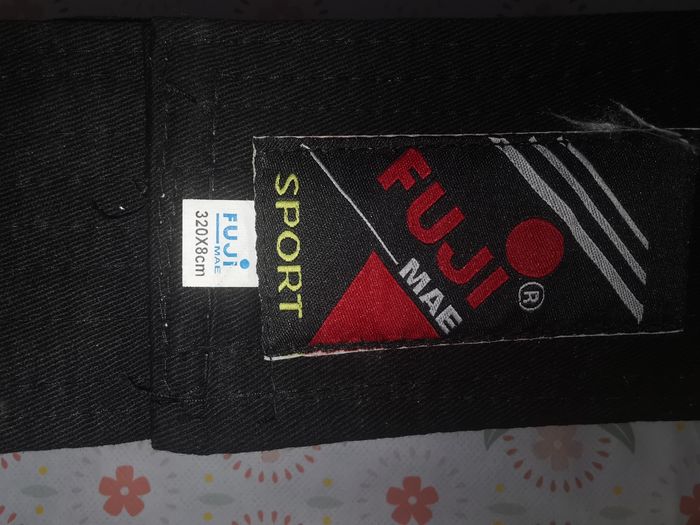 FUJI
MAE
320X8cm
SPORT
FUJI
MAE
®